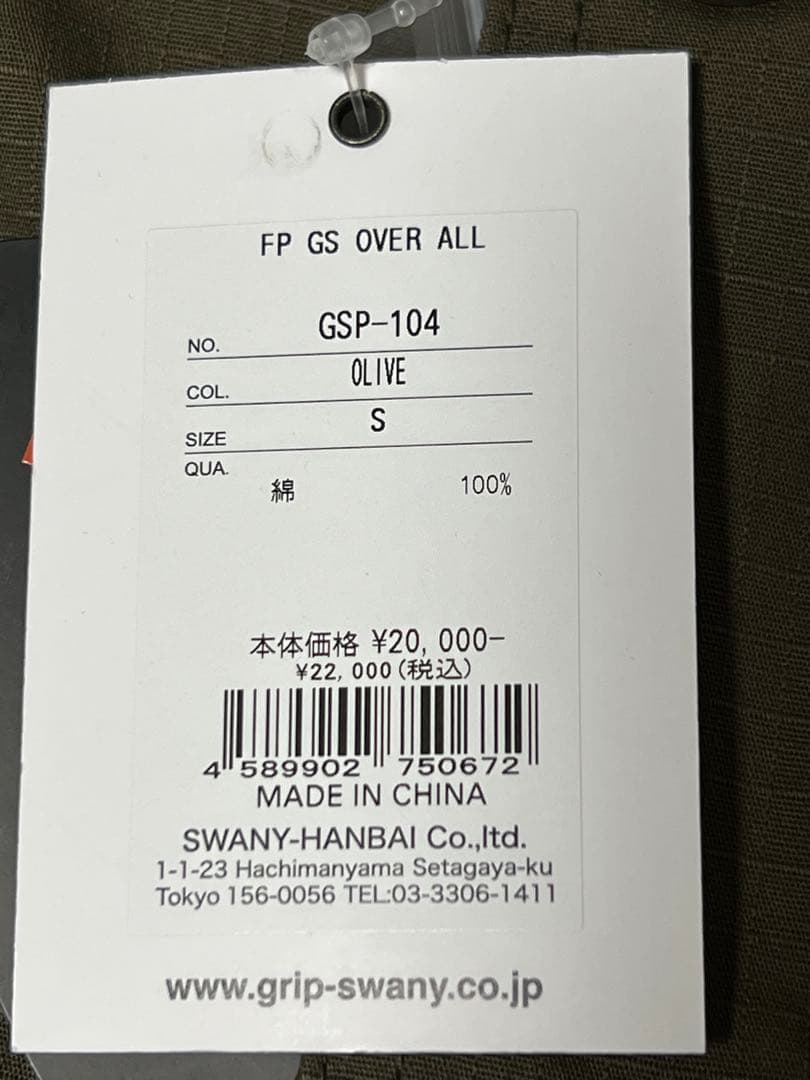 FP GS OVER ALL
NO. GSP-104
COL. OLIVE
SIZE S
QUA.
綿 100%
本体価格 ¥20,000-
¥22,000(税込)
4 589902 750672
MADE IN CHINA
SWANY-HANBAI Co.,ltd.
1-1-23 Hachimanyama Setagaya-ku
Tokyo 156-0056 TEL:03-3306-1411
www.grip-swany.co.jp